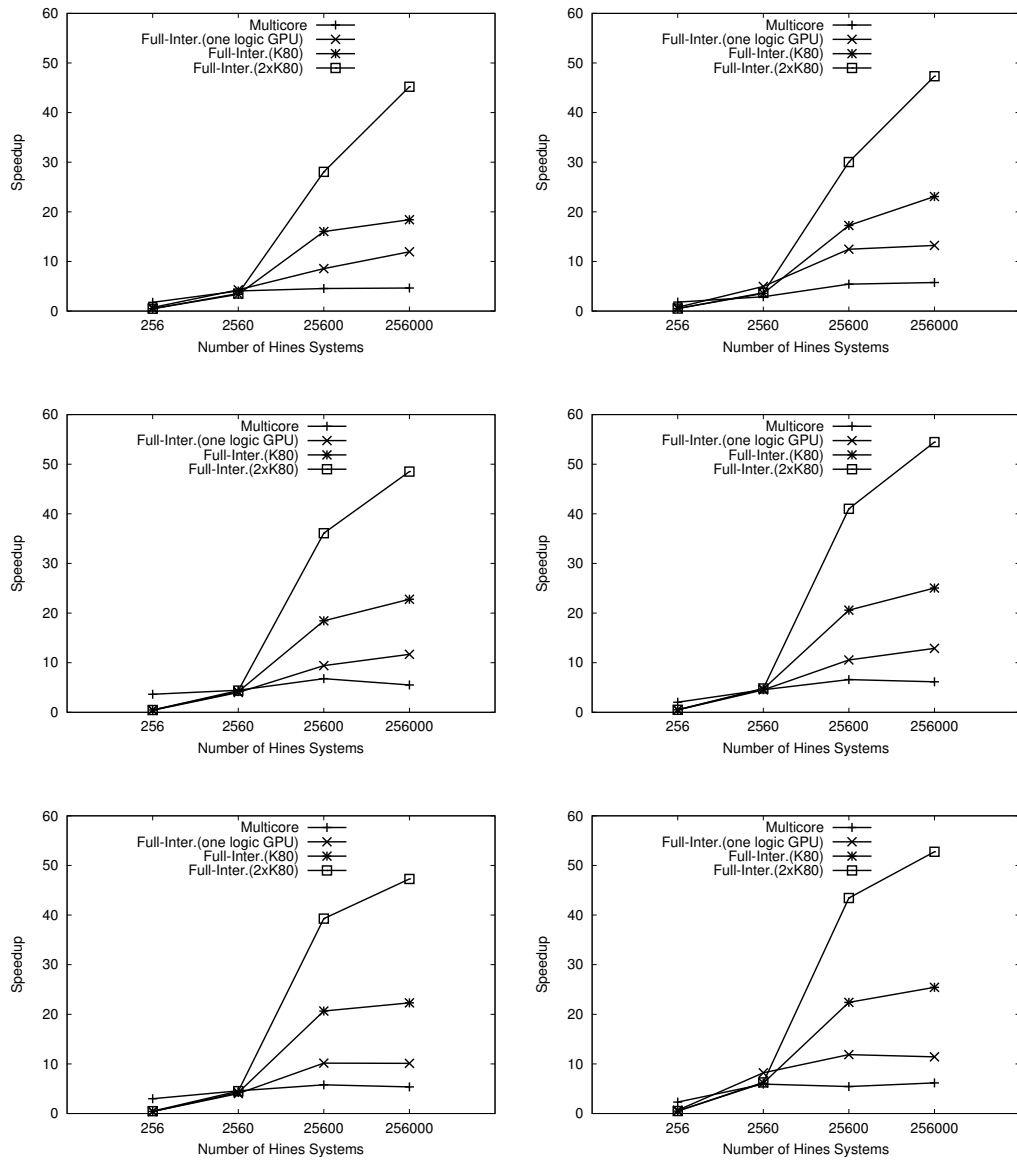 60
50
40
30
20
10
0
Speedup
Multicore
Full-Inter.(one logic GPU)
Full-Inter.(K80)
Full-Inter.(2xK80)
256
2560
25600
256000
Number of Hines Systems
60
50
40
30
20
10
0
Speedup
Multicore
Full-Inter.(one logic GPU)
Full-Inter.(K80)
Full-Inter.(2xK80)
256
2560
25600
256000
Number of Hines Systems
60
50
40
30
20
10
0
Speedup
Multicore
Full-Inter.(one logic GPU)
Full-Inter.(K80)
Full-Inter.(2xK80)
256
2560
25600
256000
Number of Hines Systems
60
50
40
30
20
10
0
Speedup
Multicore
Full-Inter.(one logic GPU)
Full-Inter.(K80)
Full-Inter.(2xK80)
256
2560
25600
256000
Number of Hines Systems
60
50
40
30
20
10
0
Speedup
Multicore
Full-Inter.(one logic GPU)
Full-Inter.(K80)
Full-Inter.(2xK80)
256
2560
25600
256000
Number of Hines Systems
60
50
40
30
20
10
0
Speedup
Multicore
Full-Inter.(one logic GPU)
Full-Inter.(K80)
Full-Inter.(2xK80)
256
2560
25600
256000
Number of Hines Systems